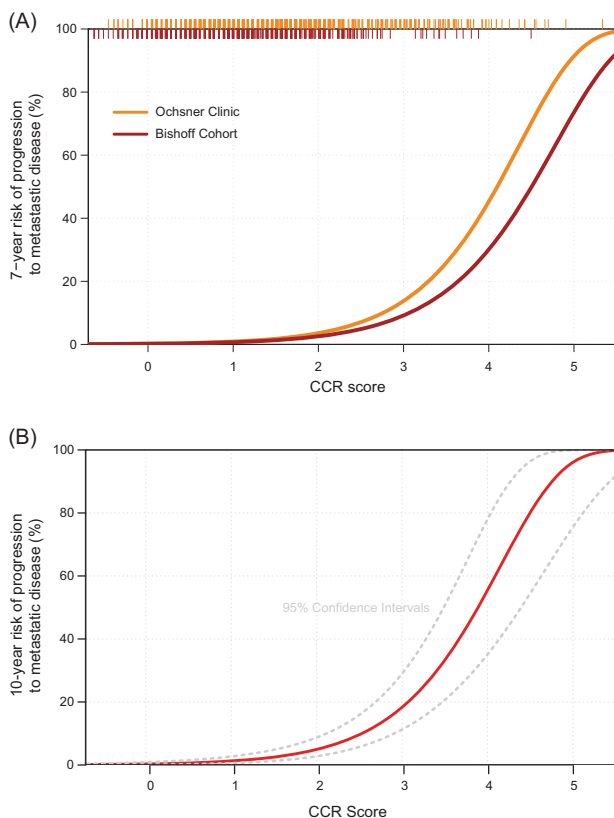 (A)
100
80
60
40
20
0
7−year risk of progression
to metastastic disease (%)
Ochsner Clinic
Bishoff Cohort
0 1 2 3 4 5
CCR score
(B)
100
80
60
40
20
0
10-year risk of progression
to metastatic disease (%)
95% Confidence Intervals
0 1 2 3 4 5
CCR Score